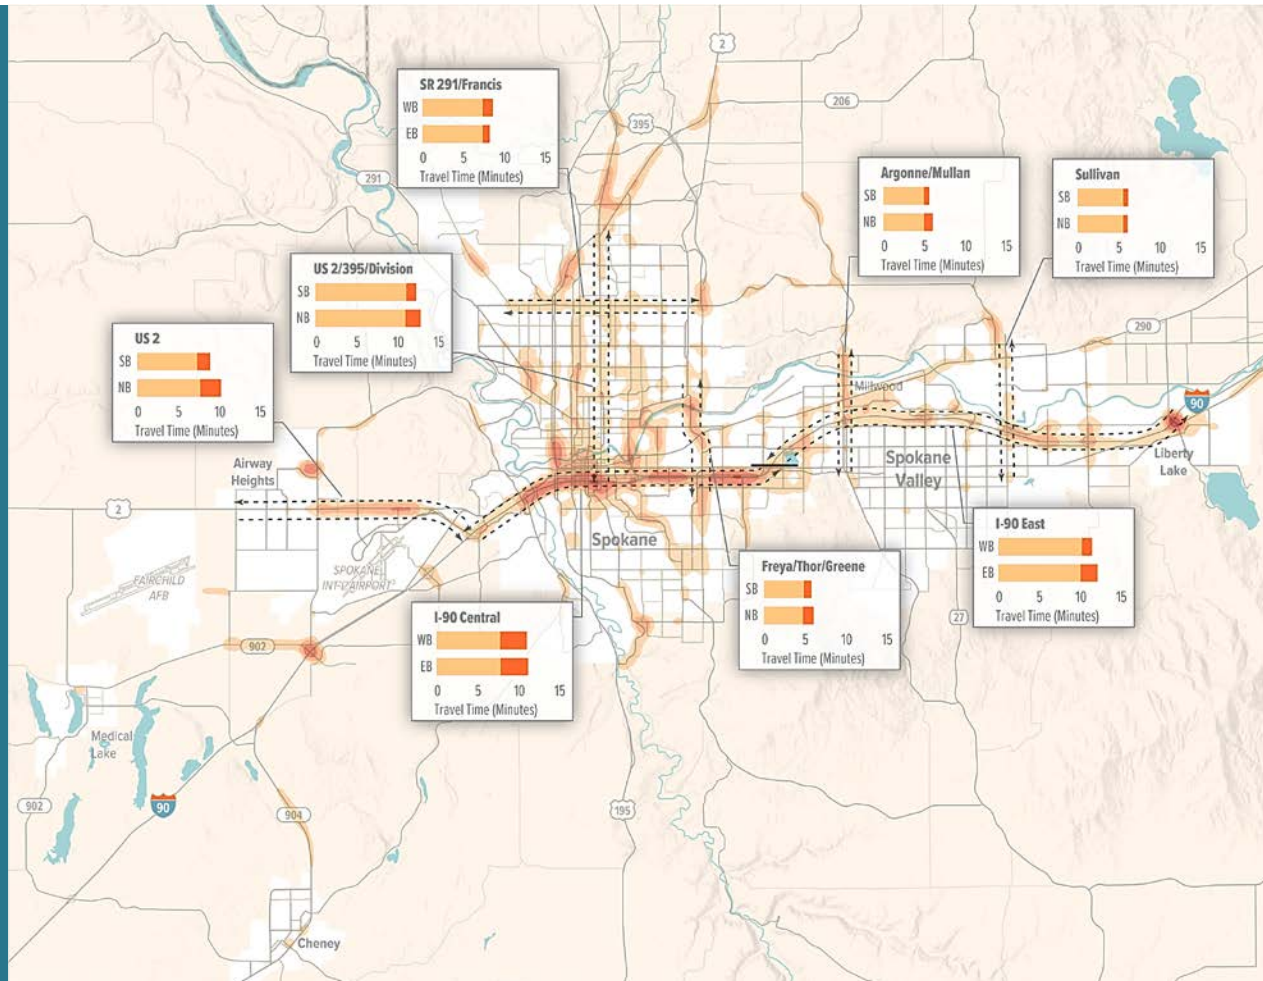 2
206
395
291
SR 291/Francis
WB
EB
0 5 10 15
Travel Time (Minutes)
Argonne/Mullan
SB
NB
0 5 10 15
Travel Time (Minutes)
Sullivan
SB
NB
0 5 10 15
Travel Time (Minutes)
US 2/395/Division
SB
NB
0 5 10 15
Travel Time (Minutes)
US 2
SB
NB
0 5 10 15
Travel Time (Minutes)
290
Millwood
90
Airway
Heights
Spokane
Valley
Liberty
Lake
2
Spokane
FAIRCHILD
AFB
SPOKANE
INT'L AIRPORT
I-90 East
WB
EB
0 5 10 15
Travel Time (Minutes)
Freya/Thor/Greene
SB
NB
0 5 10 15
Travel Time (Minutes)
I-90 Central
WB
EB
0 5 10 15
Travel Time (Minutes)
27
902
Medical
Lake
902
90
904
195
Cheney